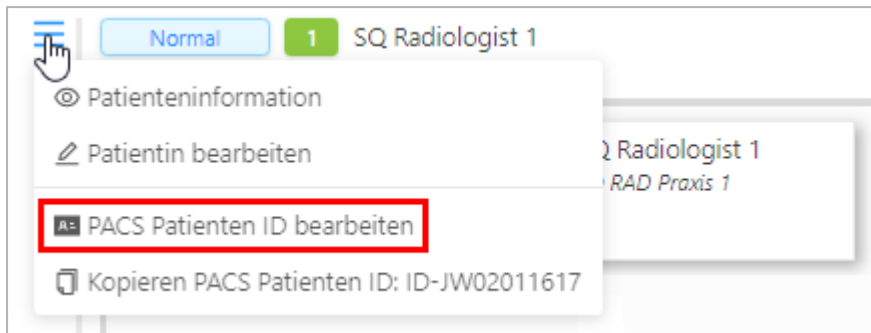 Normal 1 SQ Radiologist 1
Patienteninformation
Patientin bearbeiten
Radiologist 1
RAD Praxis 1
PACS Patienten ID bearbeiten
Kopieren PACS Patienten ID: ID-JW02011617